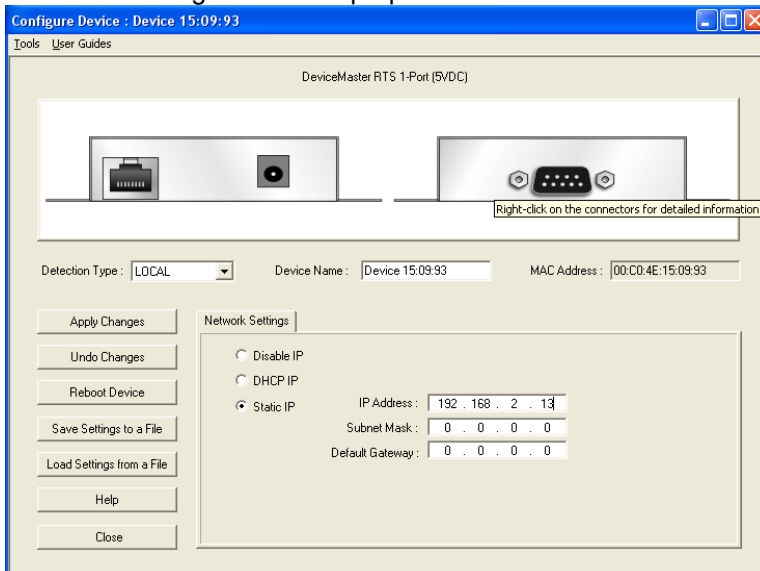 Configure Device : Device 15:09:93
Tools User Guides
DeviceMaster RTS 1-Port (5VDC)
Right-click on the connectors for detailed information
Detection Type : LOCAL Device Name : Device 15:09:93 MAC Address : 00:C0:4E:15:09:93
Apply Changes
Undo Changes
Reboot Device
Save Settings to a File
Load Settings from a File
Help
Close
Network Settings
Disable IP
DHCP IP
Static IP IP Address : 192 . 168 . 2 . 13
Subnet Mask : 0 . 0 . 0 . 0
Default Gateway : 0 . 0 . 0 . 0